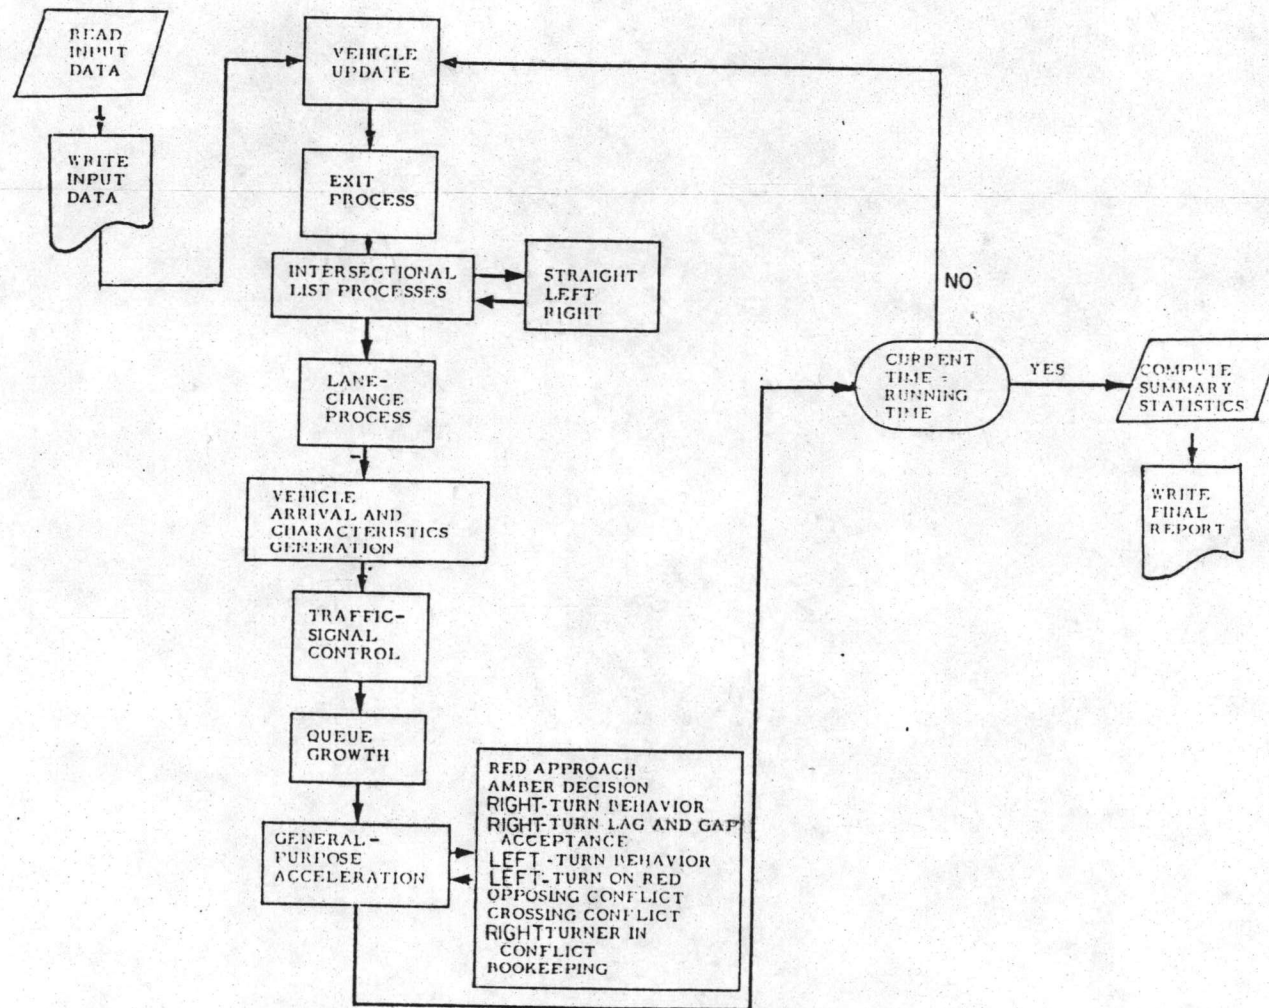 READ
INPUT
DATA
WRITE
INPUT
DATA
VEHICLE
UPDATE
EXIT
PROCESS
INTERSECTIONAL
LIST PROCESSES
STRAIGHT
LEFT
RIGHT
LANE-
CHANGE
PROCESS
VEHICLE
ARRIVAL AND
CHARACTERISTICS
GENERATION
TRAFFIC-
SIGNAL
CONTROL
QUEUE
GROWTH
GENERAL-
PURPOSE
ACCELERATION
RED APPROACH
AMBER DECISION
RIGHT-TURN BEHAVIOR
RIGHT-TURN LAG AND GAP
ACCEPTANCE
LEFT-TURN BEHAVIOR
LEFT-TURN ON RED
OPPOSING CONFLICT
CROSSING CONFLICT
RIGHT TURNER IN
CONFLICT
BOOKEEPING
NO
CURRENT
TIME =
RUNNING
TIME
YES
COMPUTE
SUMMARY
STATISTICS
WRITE
FINAL
REPORT